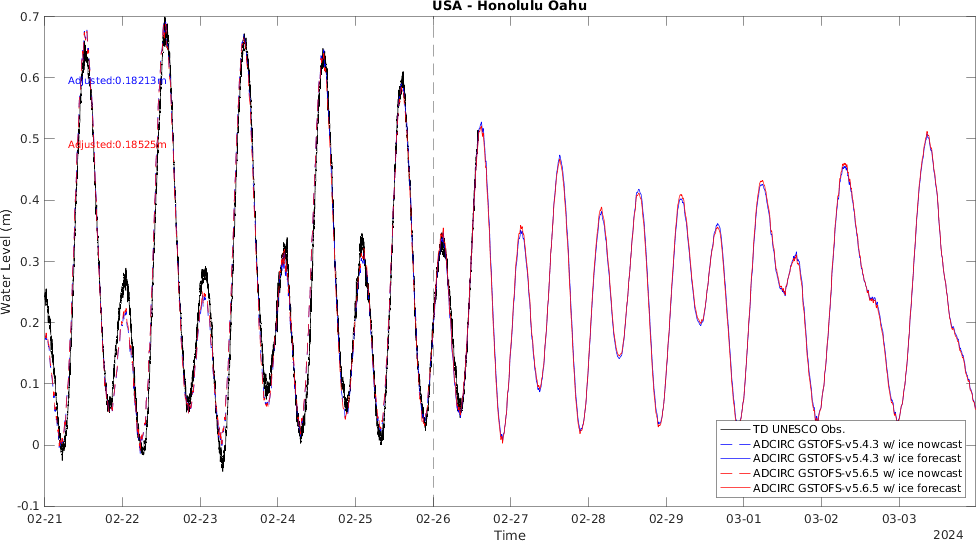 USA - Honolulu Oahu
0.7
0.6
0.5
0.4
0.3
0.2
0.1
0
-0.1
Water Level (m)
Adjusted:0.18213m
Adjusted:0.18525m
TD UNESCO Obs.
ADCIRC GSTOFS-v5.4.3 w/ ice nowcast
ADCIRC GSTOFS-v5.4.3 w/ ice forecast
ADCIRC GSTOFS-v5.6.5 w/ ice nowcast
ADCIRC GSTOFS-v5.6.5 w/ ice forecast
02-21 02-22 02-23 02-24 02-25 02-26 02-27 02-28 02-29 03-01 03-02 03-03
Time
2024